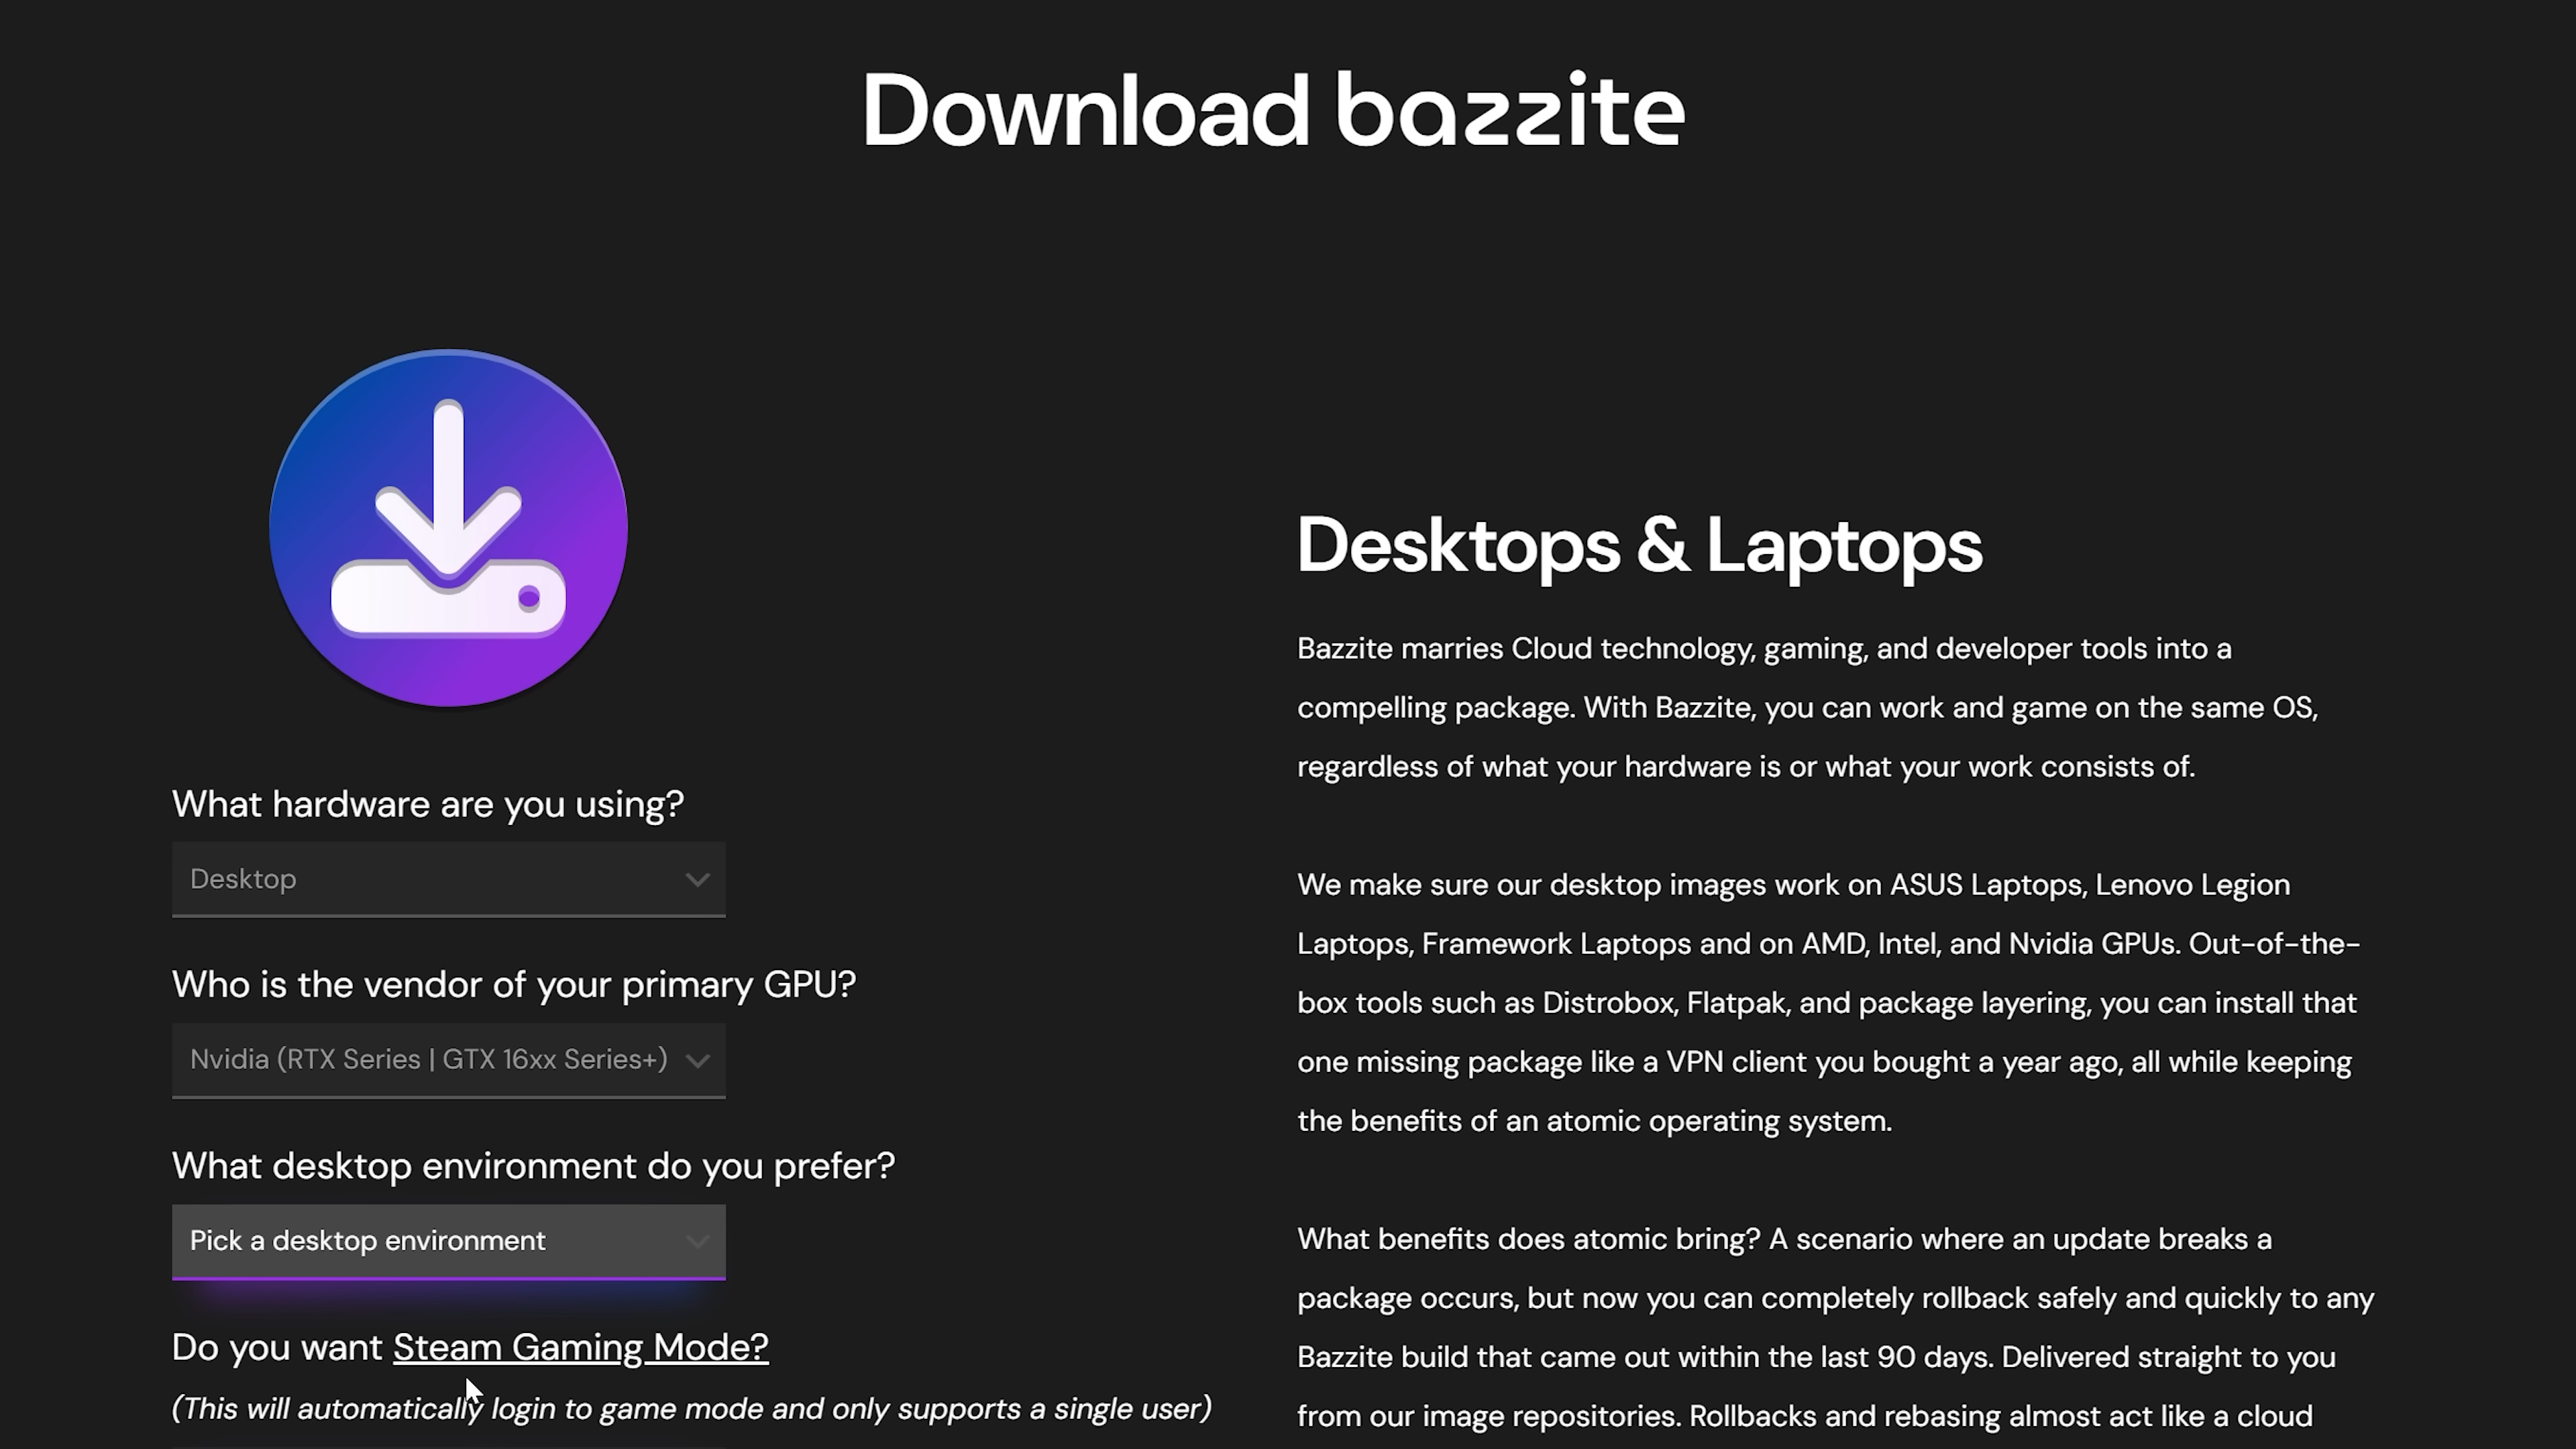 Download bazzite
What hardware are you using?
Desktop
Who is the vendor of your primary GPU?
Nvidia (RTX Series | GTX 16xx Series+)
What desktop environment do you prefer?
Pick a desktop environment
Do you want Steam Gaming Mode?
(This will automatically login to game mode and only supports a single user)
Desktops & Laptops
Bazzite marries Cloud technology, gaming, and developer tools into a
compelling package. With Bazzite, you can work and game on the same OS,
regardless of what your hardware is or what your work consists of.
We make sure our desktop images work on ASUS Laptops, Lenovo Legion
Laptops, Framework Laptops and on AMD, Intel, and Nvidia GPUs. Out-of-the-
box tools such as Distrobox, Flatpak, and package layering, you can install that
one missing package like a VPN client you bought a year ago, all while keeping
the benefits of an atomic operating system.
What benefits does atomic bring? A scenario where an update breaks a
package occurs, but now you can completely rollback safely and quickly to any
Bazzite build that came out within the last 90 days. Delivered straight to you
from our image repositories. Rollbacks and rebasing almost act like a cloud